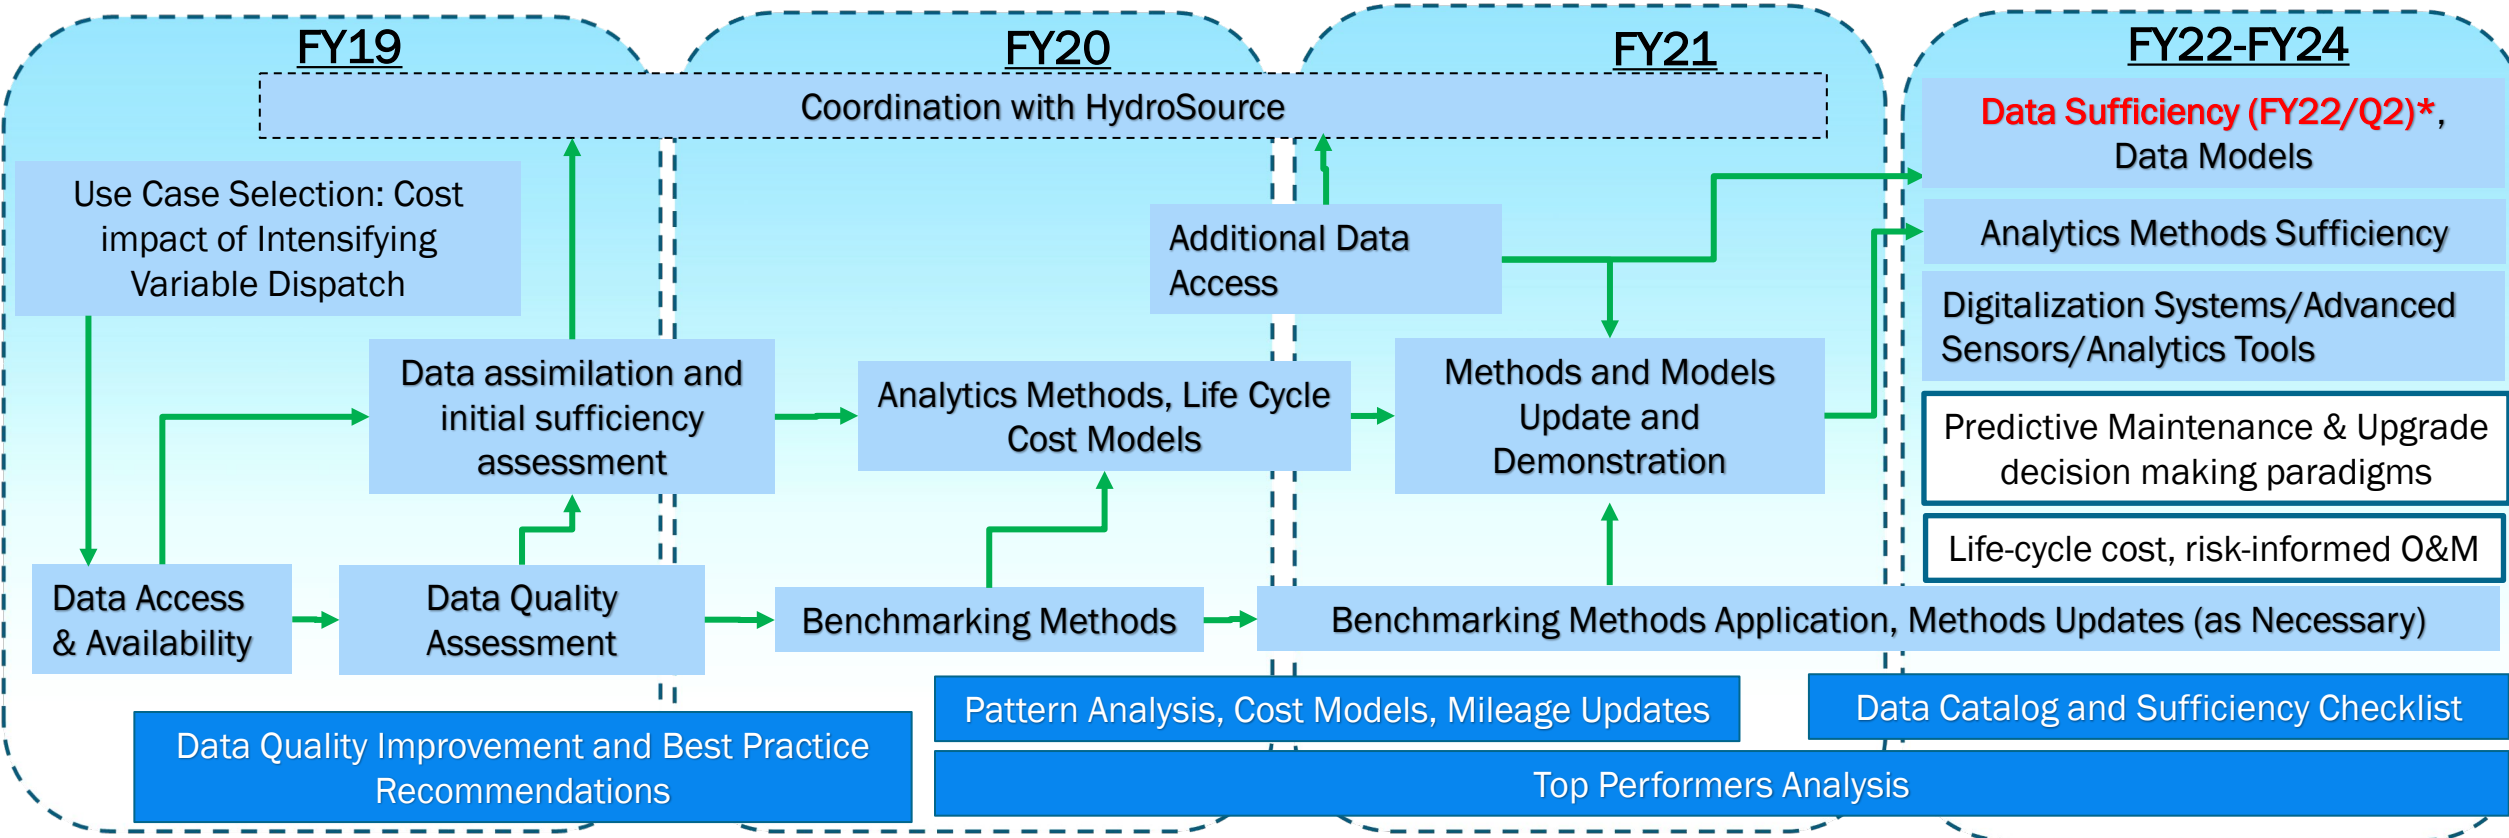 FY19
FY20
FY21
FY22-FY24
Coordination with HydroSource
Data Sufficiency (FY22/Q2)*,
Data Models
Use Case Selection: Cost
impact of Intensifying
Variable Dispatch
Additional Data
Access
Analytics Methods Sufficiency
Digitalization Systems/Advanced
Sensors/Analytics Tools
Data assimilation and
initial sufficiency
assessment
Analytics Methods, Life Cycle
Cost Models
Methods and Models
Update and
Demonstration
Predictive Maintenance & Upgrade
decision making paradigms
Life-cycle cost, risk-informed O&M
Data Access
& Availability
Data Quality
Assessment
Benchmarking Methods
Benchmarking Methods Application, Methods Updates (as Necessary)
Pattern Analysis, Cost Models, Mileage Updates
Data Catalog and Sufficiency Checklist
Data Quality Improvement and Best Practice
Recommendations
Top Performers Analysis